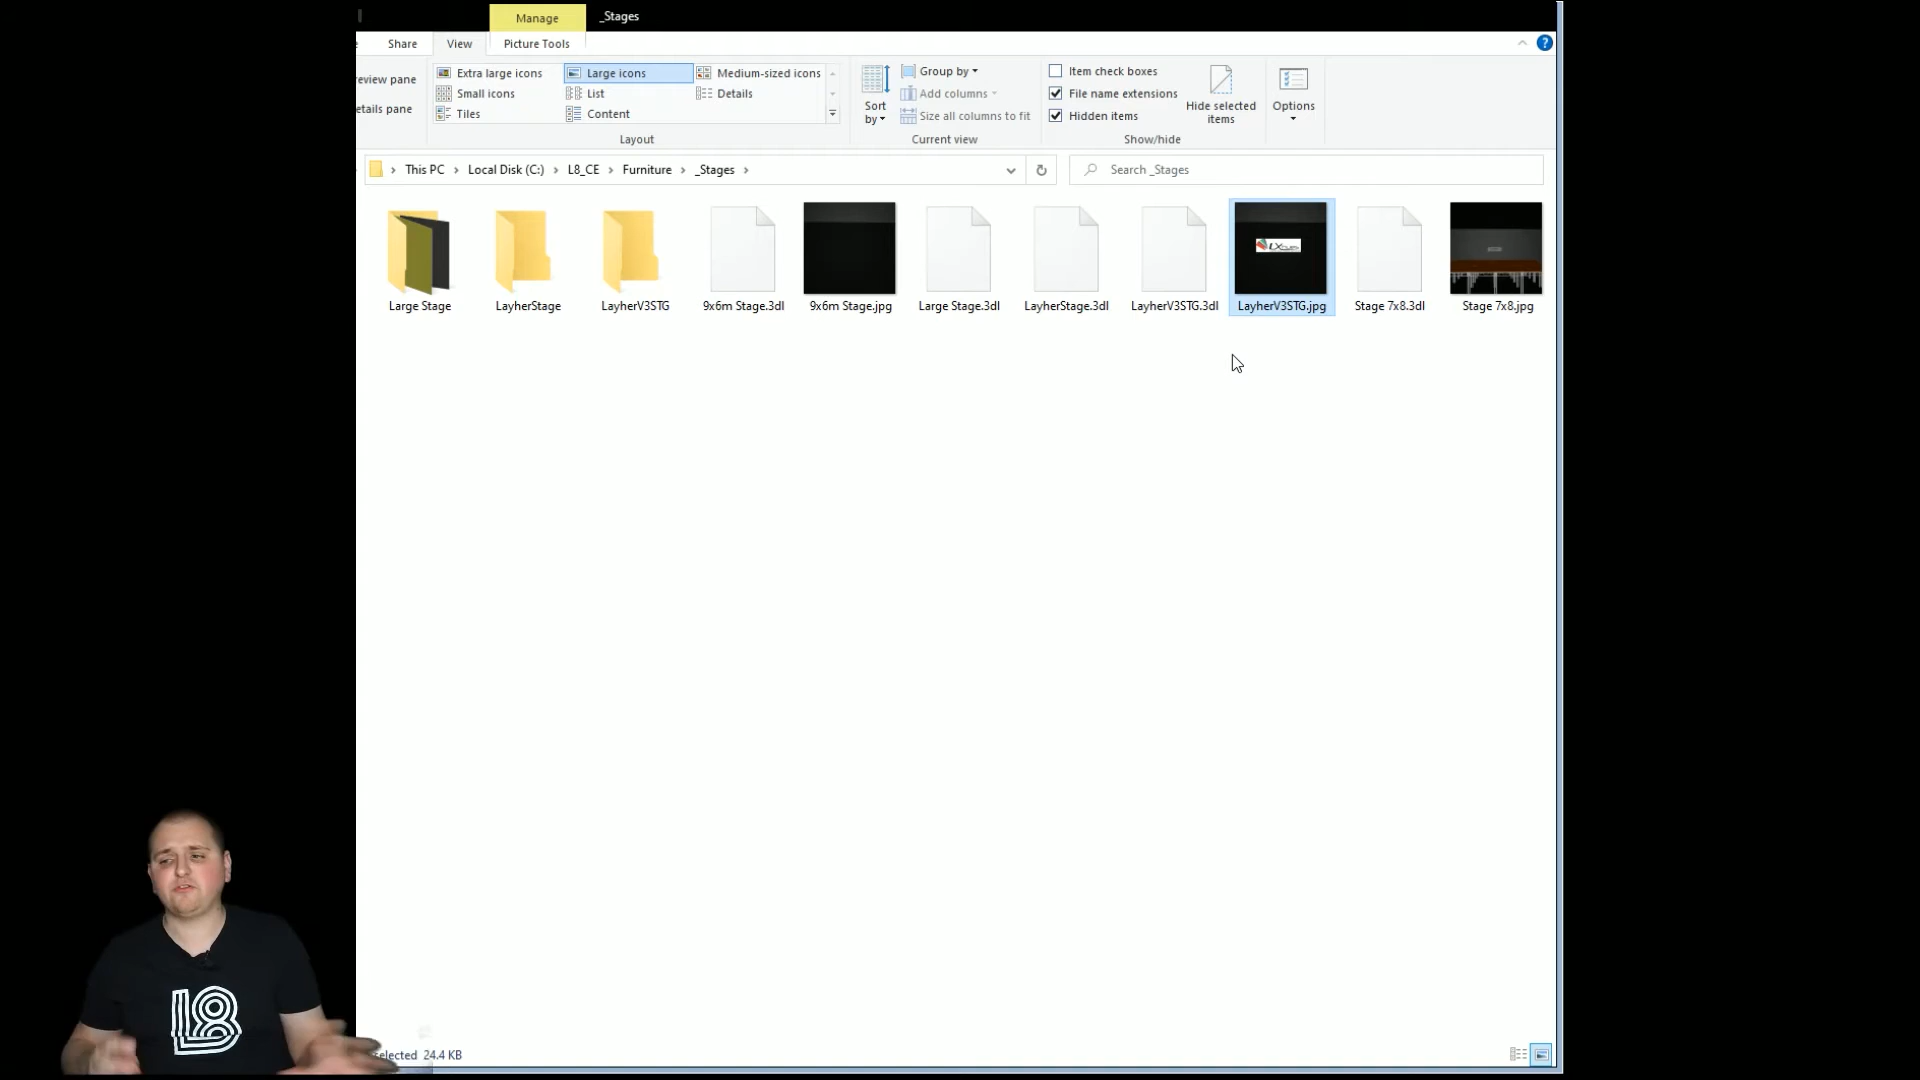 Manage
_Stages
Share
View
Picture Tools
review pane
etails pane
Extra large icons
Large icons
Medium-sized icons
Small icons
List
Details
Tiles
Content
Layout
Sort by
Group by
Add columns
Size all columns to fit
Current view
Item check boxes
File name extensions
Hidden items
Show/hide
Hide selected items
Options
This PC
Local Disk (C:)
L8_CE
Furniture
_Stages
Search _Stages
Large Stage
LayherStage
LayherV3STG
9x6m Stage.3dl
9x6m Stage.jpg
Large Stage.3dl
LayherStage.3dl
LayherV3STG.3dl
LayherV3STG.jpg
Stage 7x8.3dl
Stage 7x8.jpg
L8
selected 24.4 KB